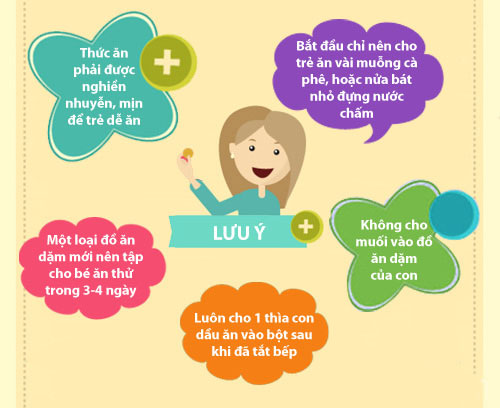 Thức ăn
phải được
nghiền
nhuyễn, mịn
để trẻ dễ ăn
Bắt đầu chỉ nên cho
trẻ ăn vài muỗng cà
phê, hoặc nửa bát
nhỏ đựng nước
chấm
LƯU Ý
Một loại đồ ăn
dặm mới nên tập
cho bé ăn thử
trong 3-4 ngày
Không cho
muối vào đồ
ăn dặm
của con
Luôn cho 1 thìa con
dầu ăn vào bột sau
khi đã tắt bếp